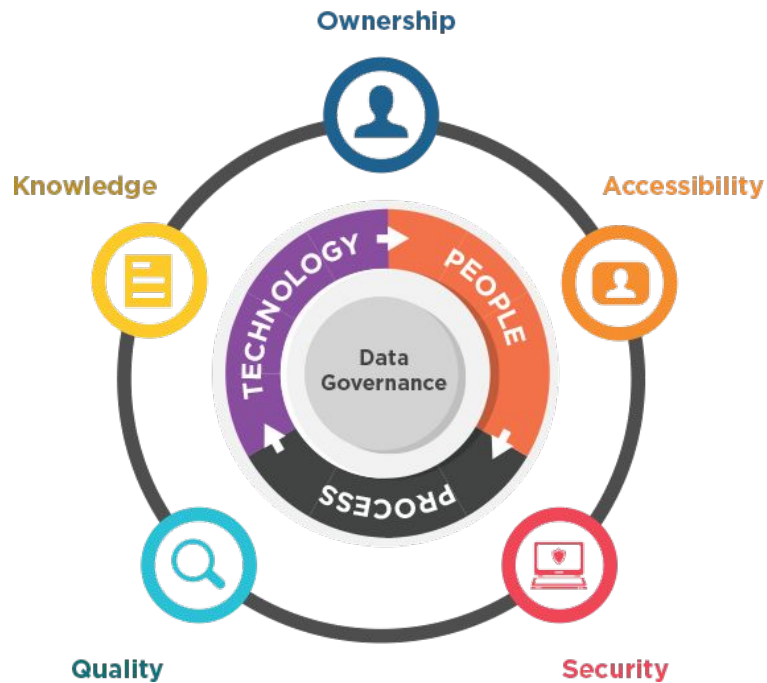 Ownership
Knowledge
Accessibility
TECHNOLOGY
PEOPLE
Data
Governance
PROCESS
Quality
Security